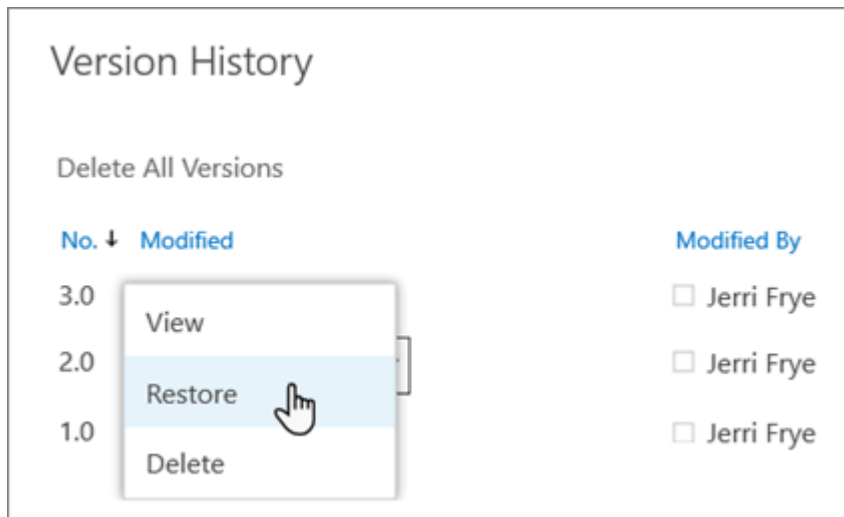 Version History
Delete All Versions
No. ↓ Modified Modified By
3.0 Jerri Frye
View
2.0 Jerri Frye
Restore
1.0 Jerri Frye
Delete